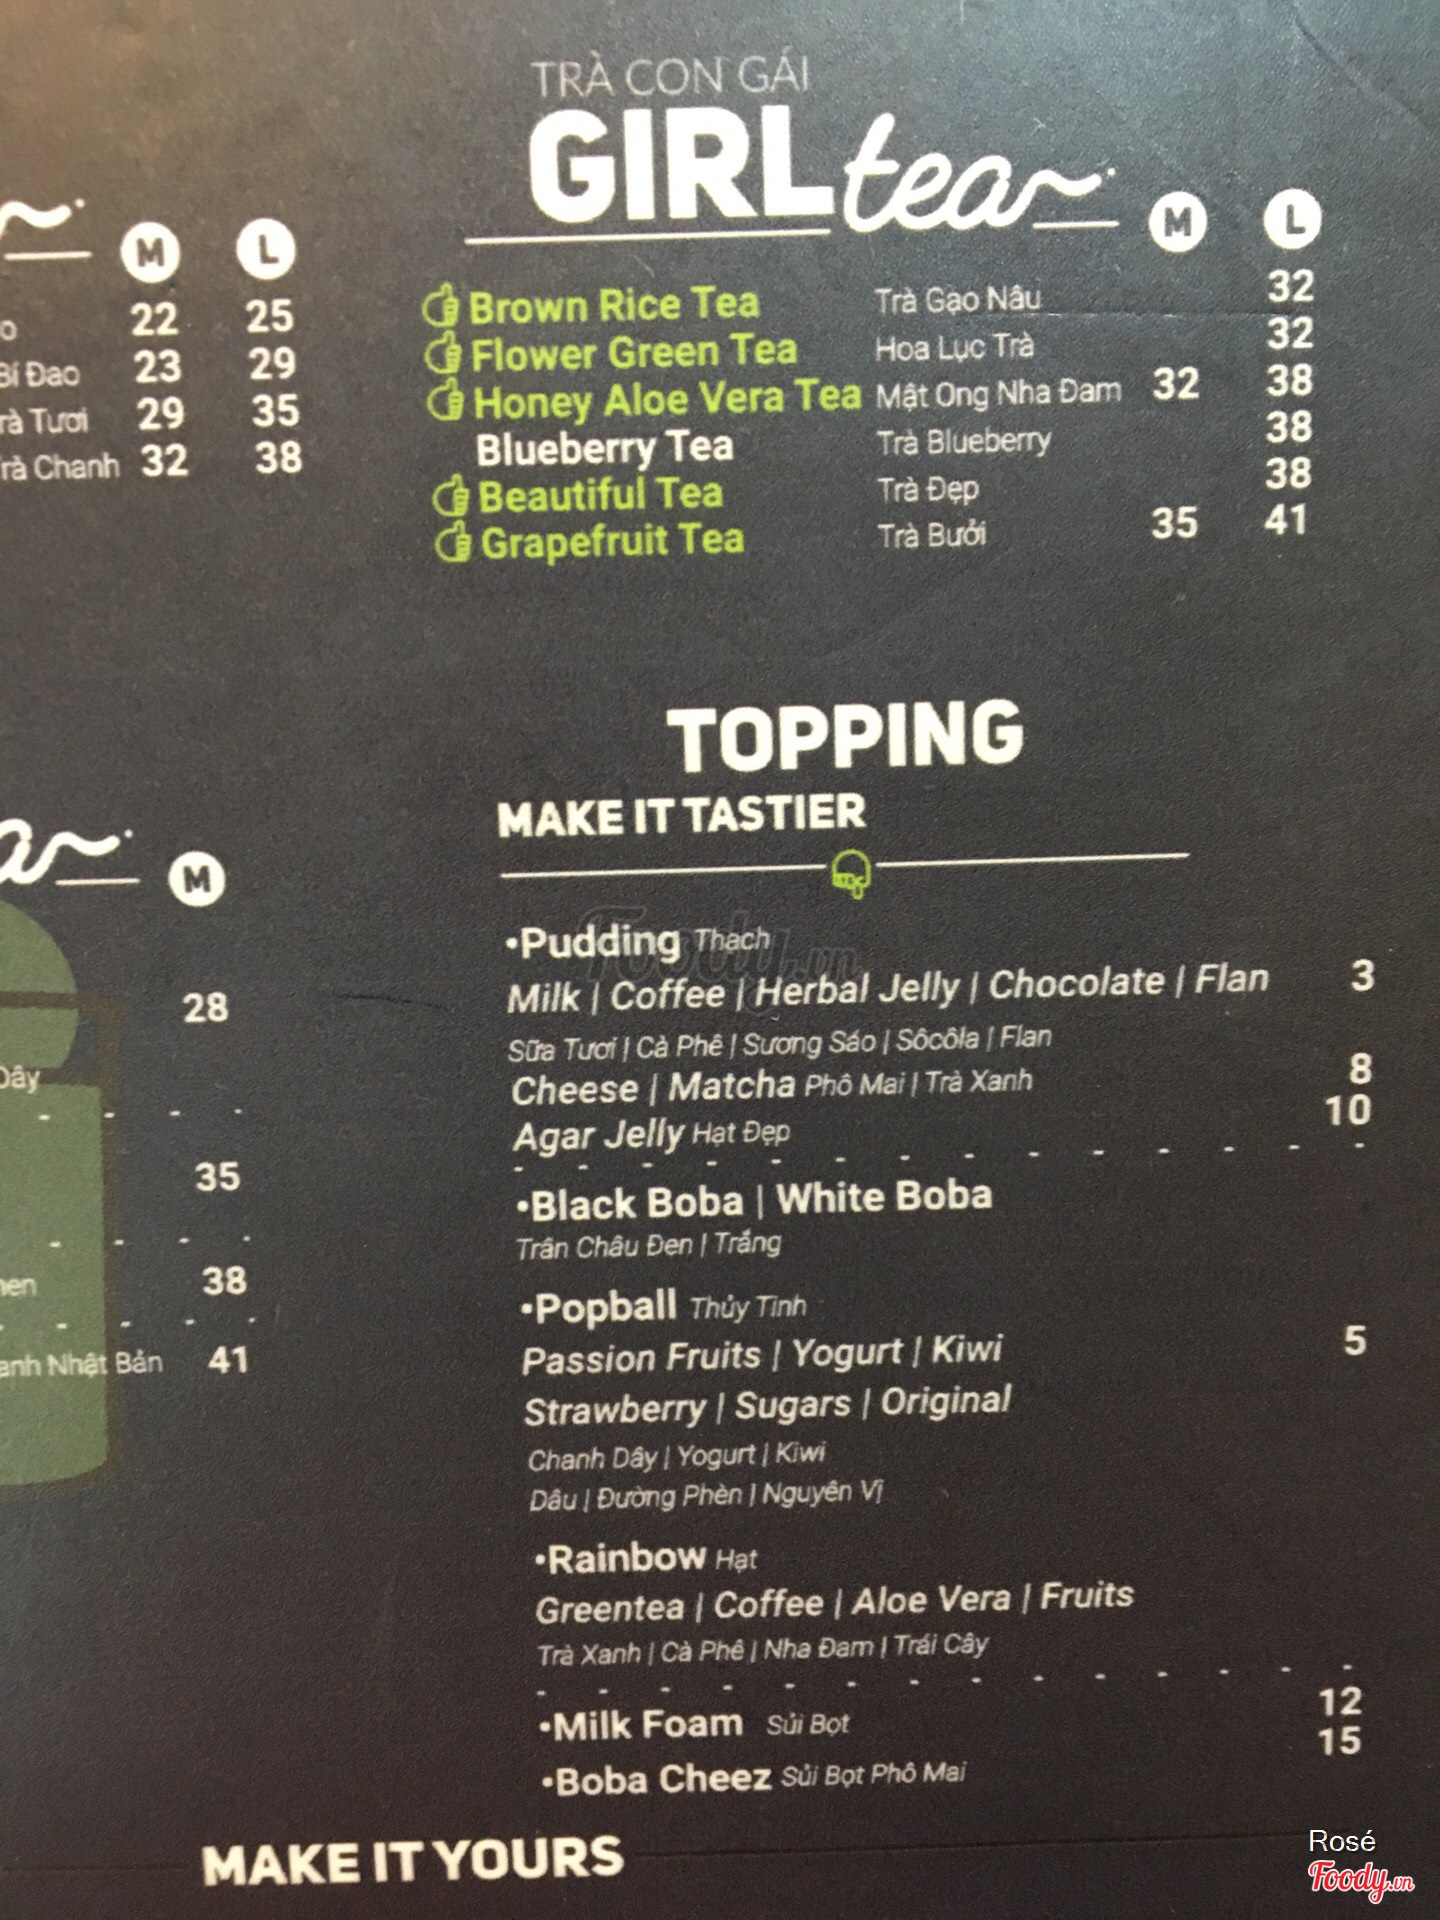 TRÀ CON GÁI
GIRL tea
M L
Brown Rice Tea Trà Gạo Nâu 32
Flower Green Tea Hoa Lục Trà 32
Honey Aloe Vera Tea Mật Ong Nha Đam 32 38
Blueberry Tea Trà Blueberry 38
Beautiful Tea Trà Đẹp 38
Grapefruit Tea Trà Bưởi 35 41
M L
22 25
Bí Đao 23 29
Tươi 29 35
Chanh 32 38
M
28
Dây
35
38
Nhật Bản 41
TOPPING
MAKE IT TASTIER
•Pudding Thạch
Milk | Coffee | Herbal Jelly | Chocolate | Flan 3
Sữa Tươi | Cà Phê | Sương Sáo | Sôcôla | Flan
Cheese | Matcha Phô Mai | Trà Xanh 8
Agar Jelly Hạt Đẹp 10
•Black Boba | White Boba
Trân Châu Đen | Trắng
•Popball Thủy Tinh
Passion Fruits | Yogurt | Kiwi 5
Strawberry | Sugars | Original
Chanh Dây | Yogurt | Kiwi
Dâu | Đường Phèn | Nguyên Vị
•Rainbow Hạt
Greentea | Coffee | Aloe Vera | Fruits
Trà Xanh | Cà Phê | Nha Đam | Trái Cây
•Milk Foam Sủi Bọt 12
•Boba Cheez Sủi Bọt Phô Mai 15
MAKE IT YOURS
Foody.vn
Rosé
Foody.vn